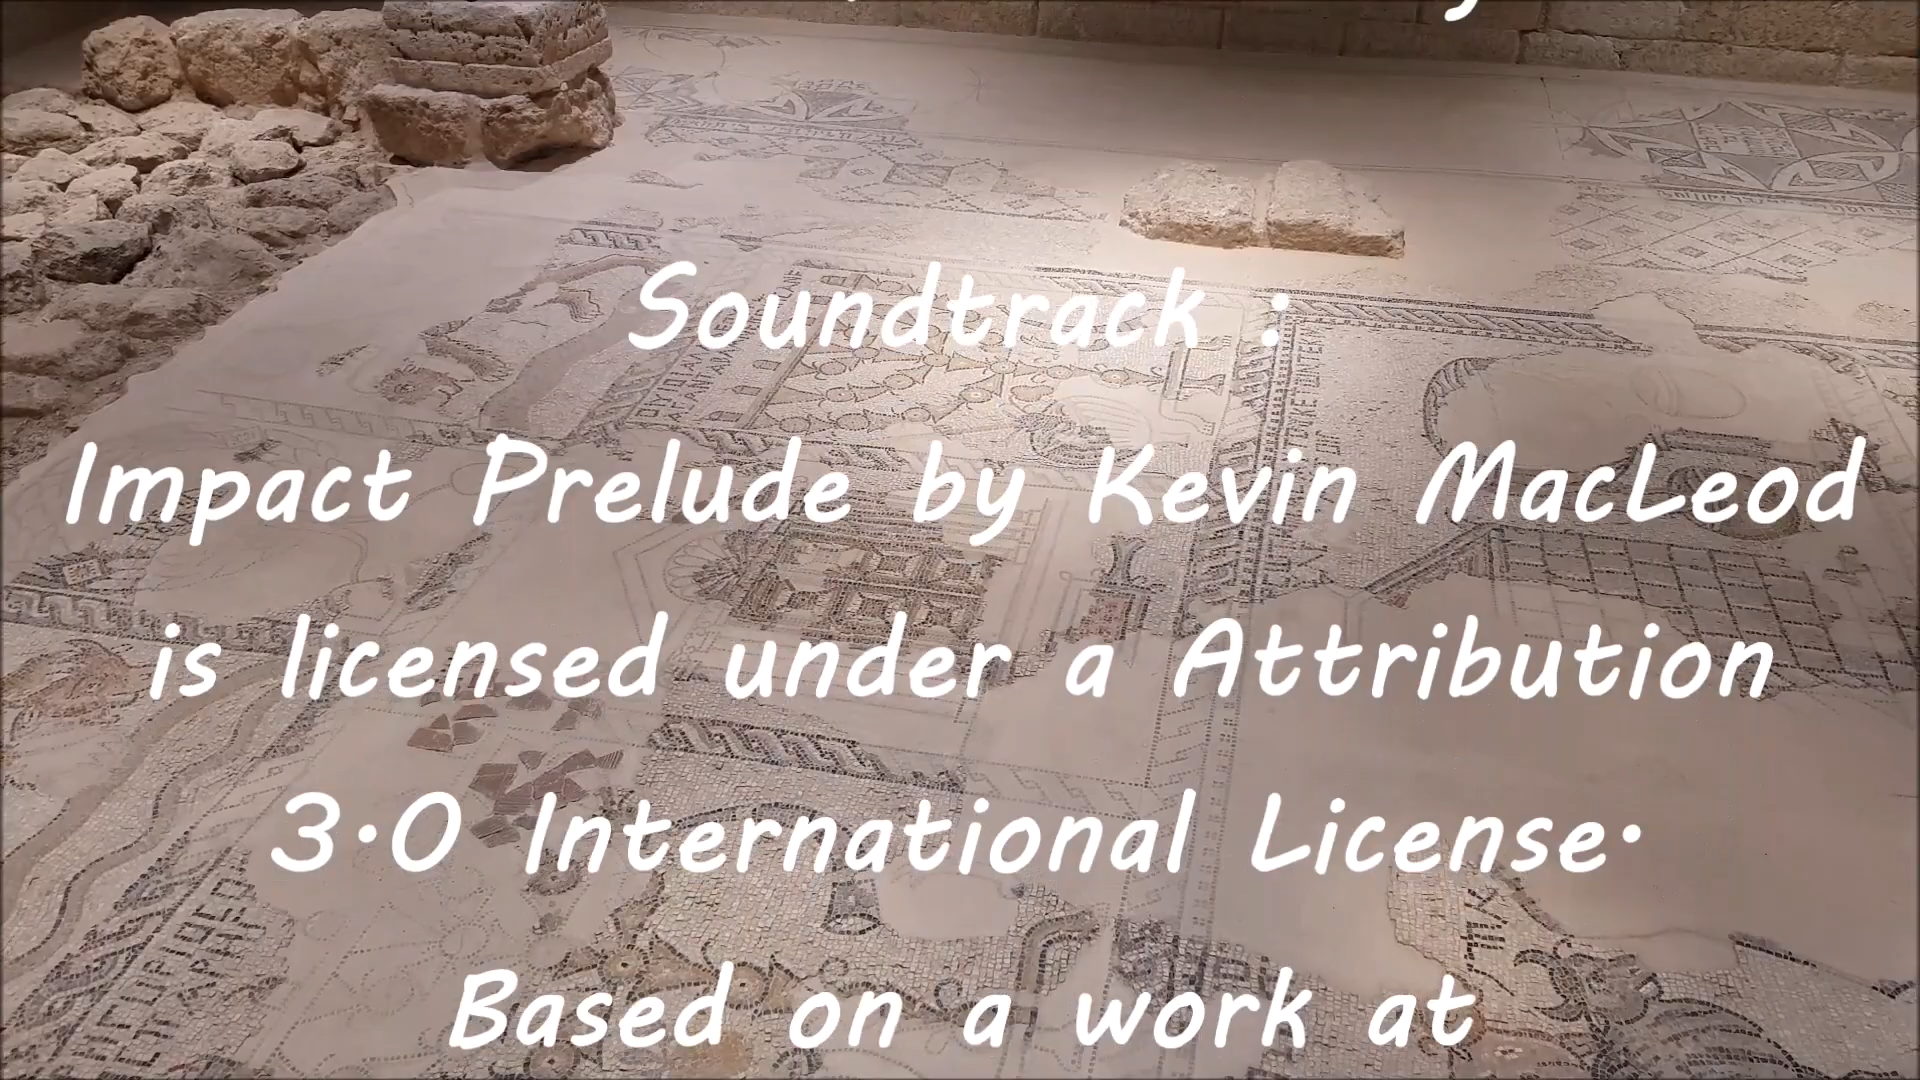 Soundtrack :
Impact Prelude by Kevin MacLeod
is licensed under a Attribution
3.0 International License.
Based on a work at